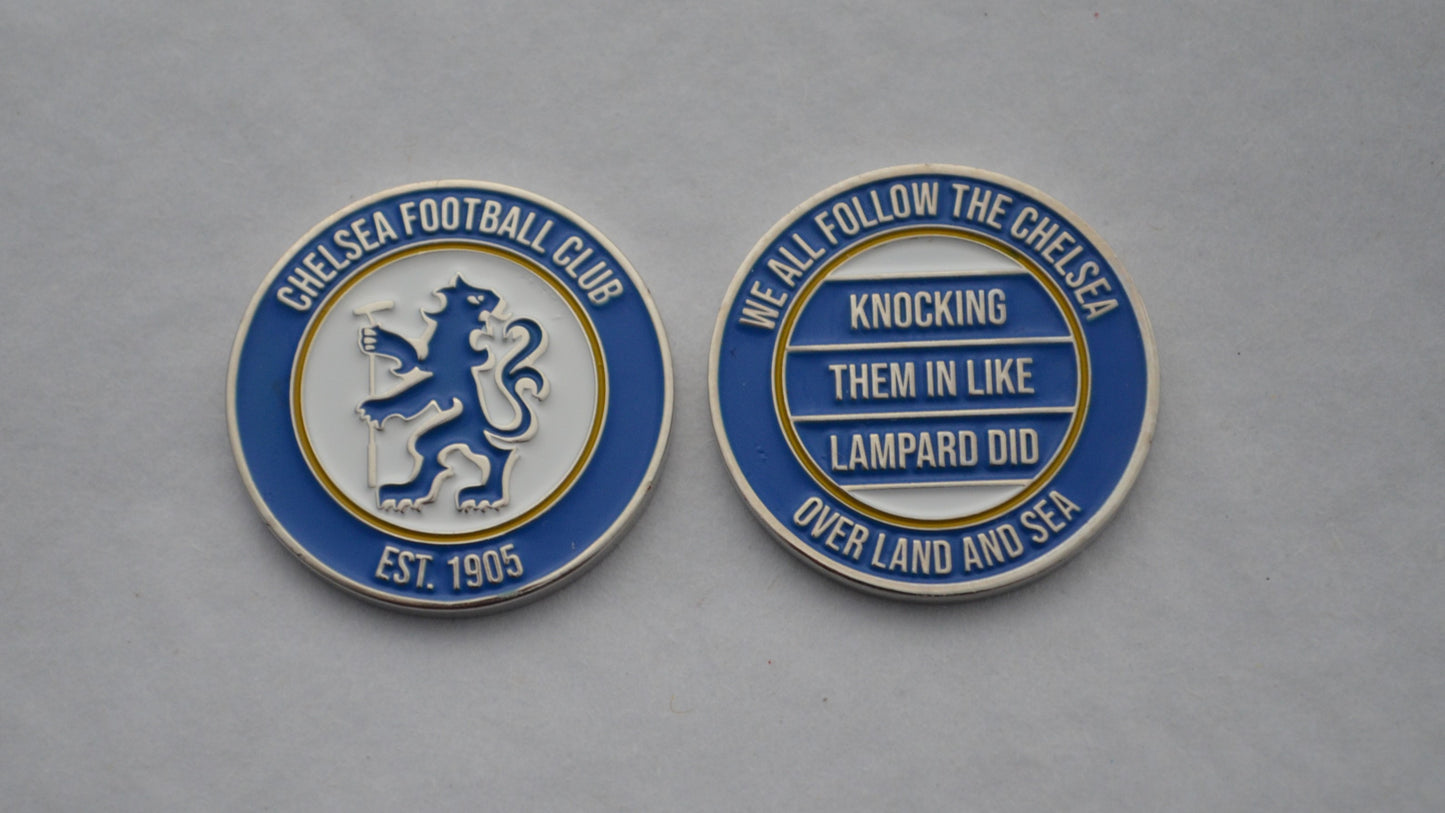 CHELSEA FOOTBALL CLUB
EST. 1905
WE ALL FOLLOW THE CHELSEA
KNOCKING
THEM IN LIKE
LAMPARD DID
OVER LAND AND SEA